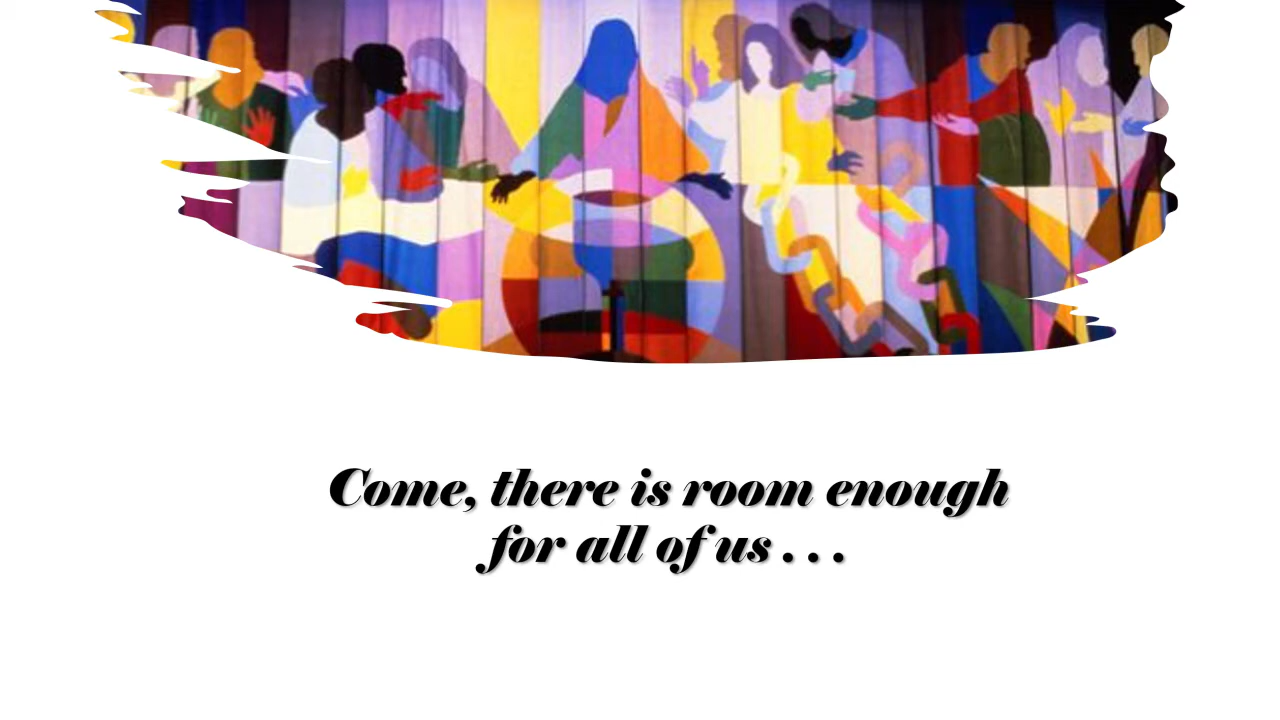 Come, there is room enough
for all of us . . .